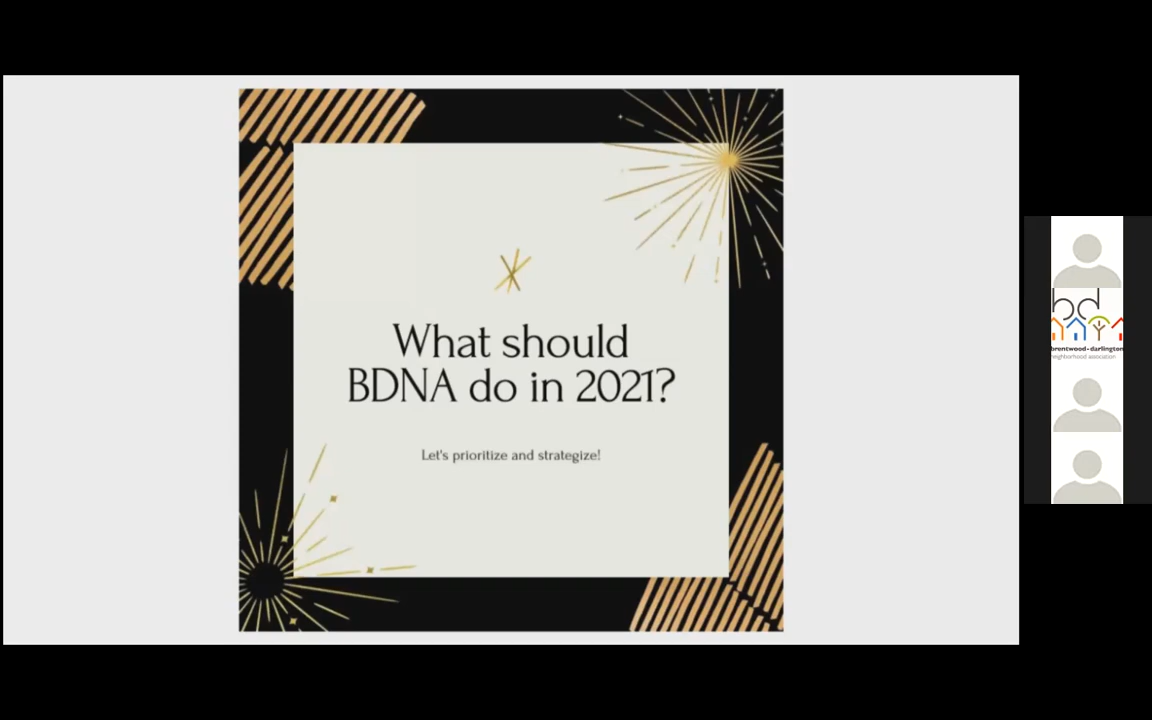 What should
BDNA do in 2021?
Let's prioritize and strategize!
bd
brentwood-darlington
neighborhood association